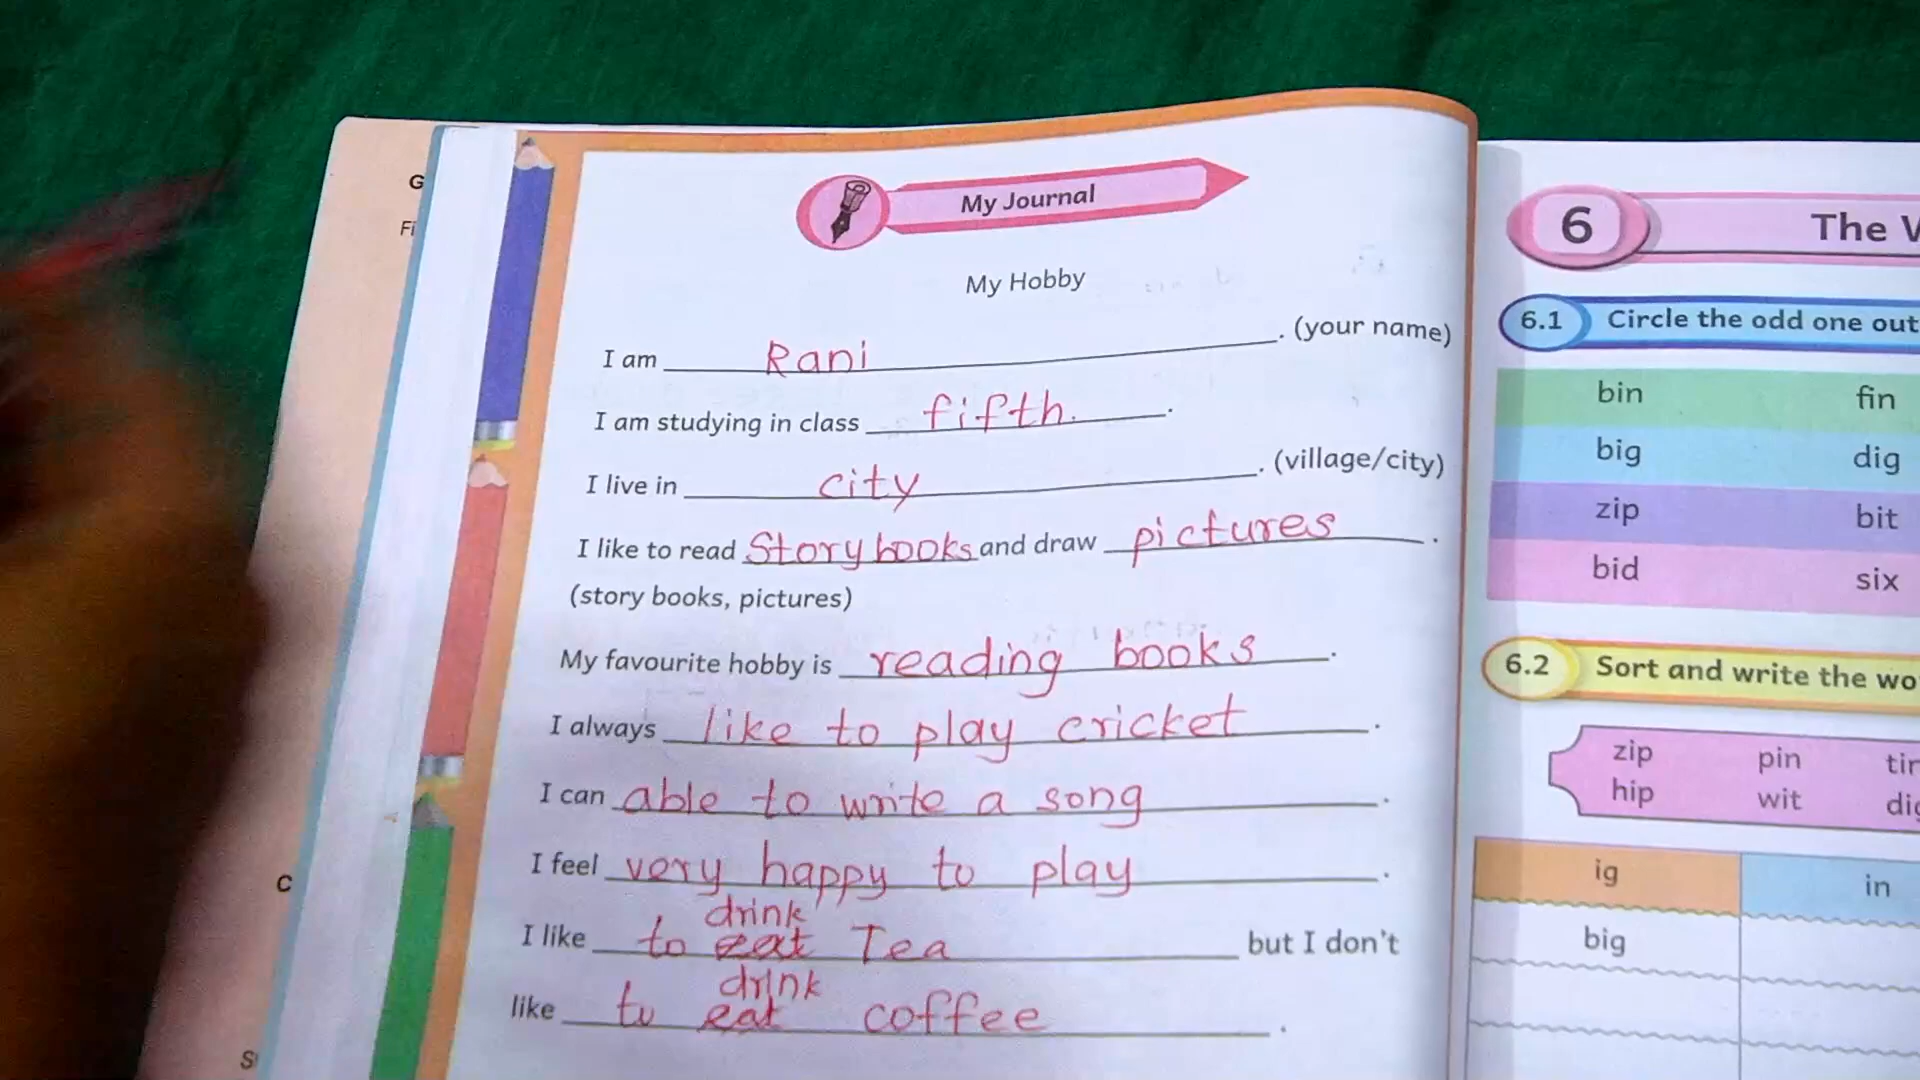 G
Fi
C
S
My Journal
My Hobby
I am Rani . (your name)
I am studying in class fifth. .
I live in city . (village/city)
I like to read Story books and draw pictures .
(story books, pictures)
My favourite hobby is reading books .
I always like to play cricket .
I can able to write a song .
I feel very happy to play .
drink
I like to eat Tea but I don't
drink
like to eat coffee .
6 The
6.1 Circle the odd one out
bin fin
big dig
zip bit
bid six
6.2 Sort and write the
zip pin
hip wit
ig in
big